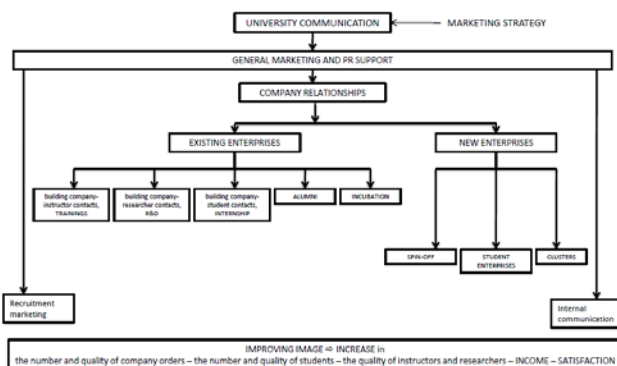 UNIVERSITY COMMUNICATION
MARKETING STRATEGY
GENERAL MARKETING AND PR SUPPORT
COMPANY RELATIONSHIPS
EXISTING ENTERPRISES
NEW ENTERPRISES
building company-
instructor contacts,
TRAININGS
building company-
researcher contacts,
R&D
building company-
student contacts,
INTERNSHIP
ALUMNI
INCUBATION
SPIN-OFF
STUDENT
ENTERPRISES
CLUSTERS
Recruitment
marketing
Internal
communication
IMPROVING IMAGE ⇨ INCREASE in
the number and quality of company orders – the number and quality of students – the quality of instructors and researchers – INCOME – SATISFACTION